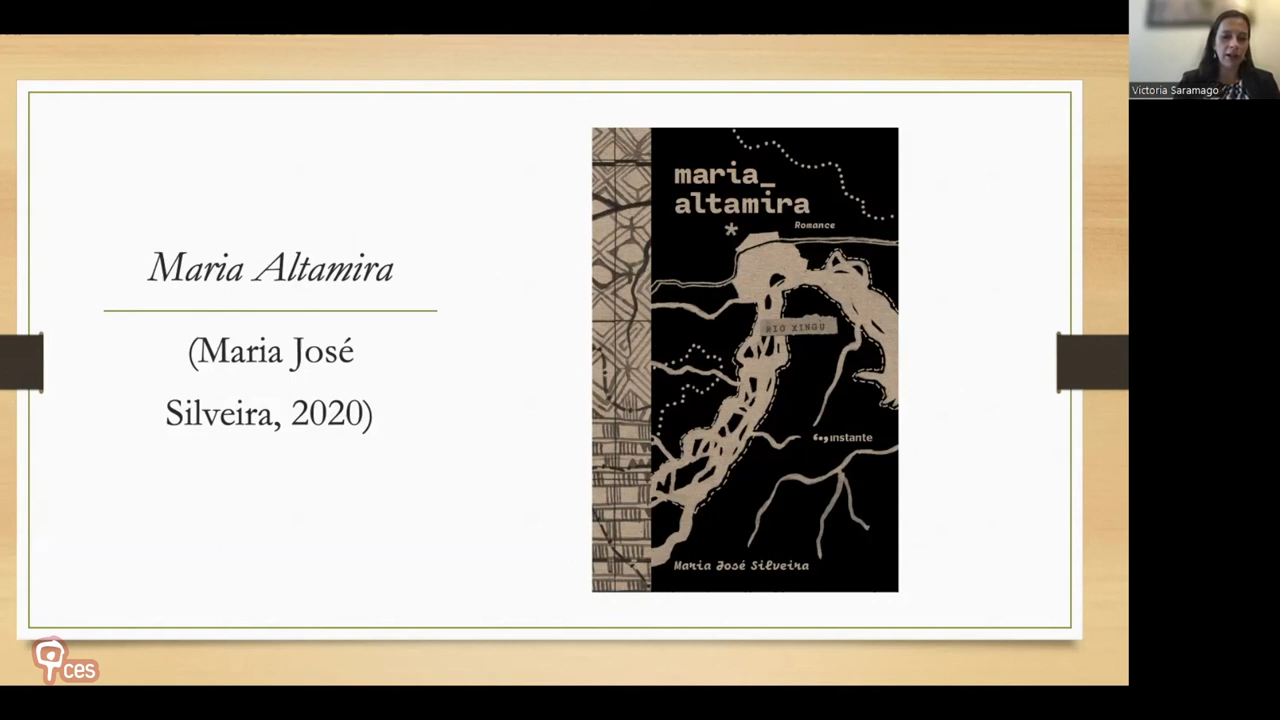 Victoria Saramago
Maria Altamira
(Maria José
Silveira, 2020)
maria_
altamira
*
Romance
RIO XINGU
instante
Maria José Silveira
ces